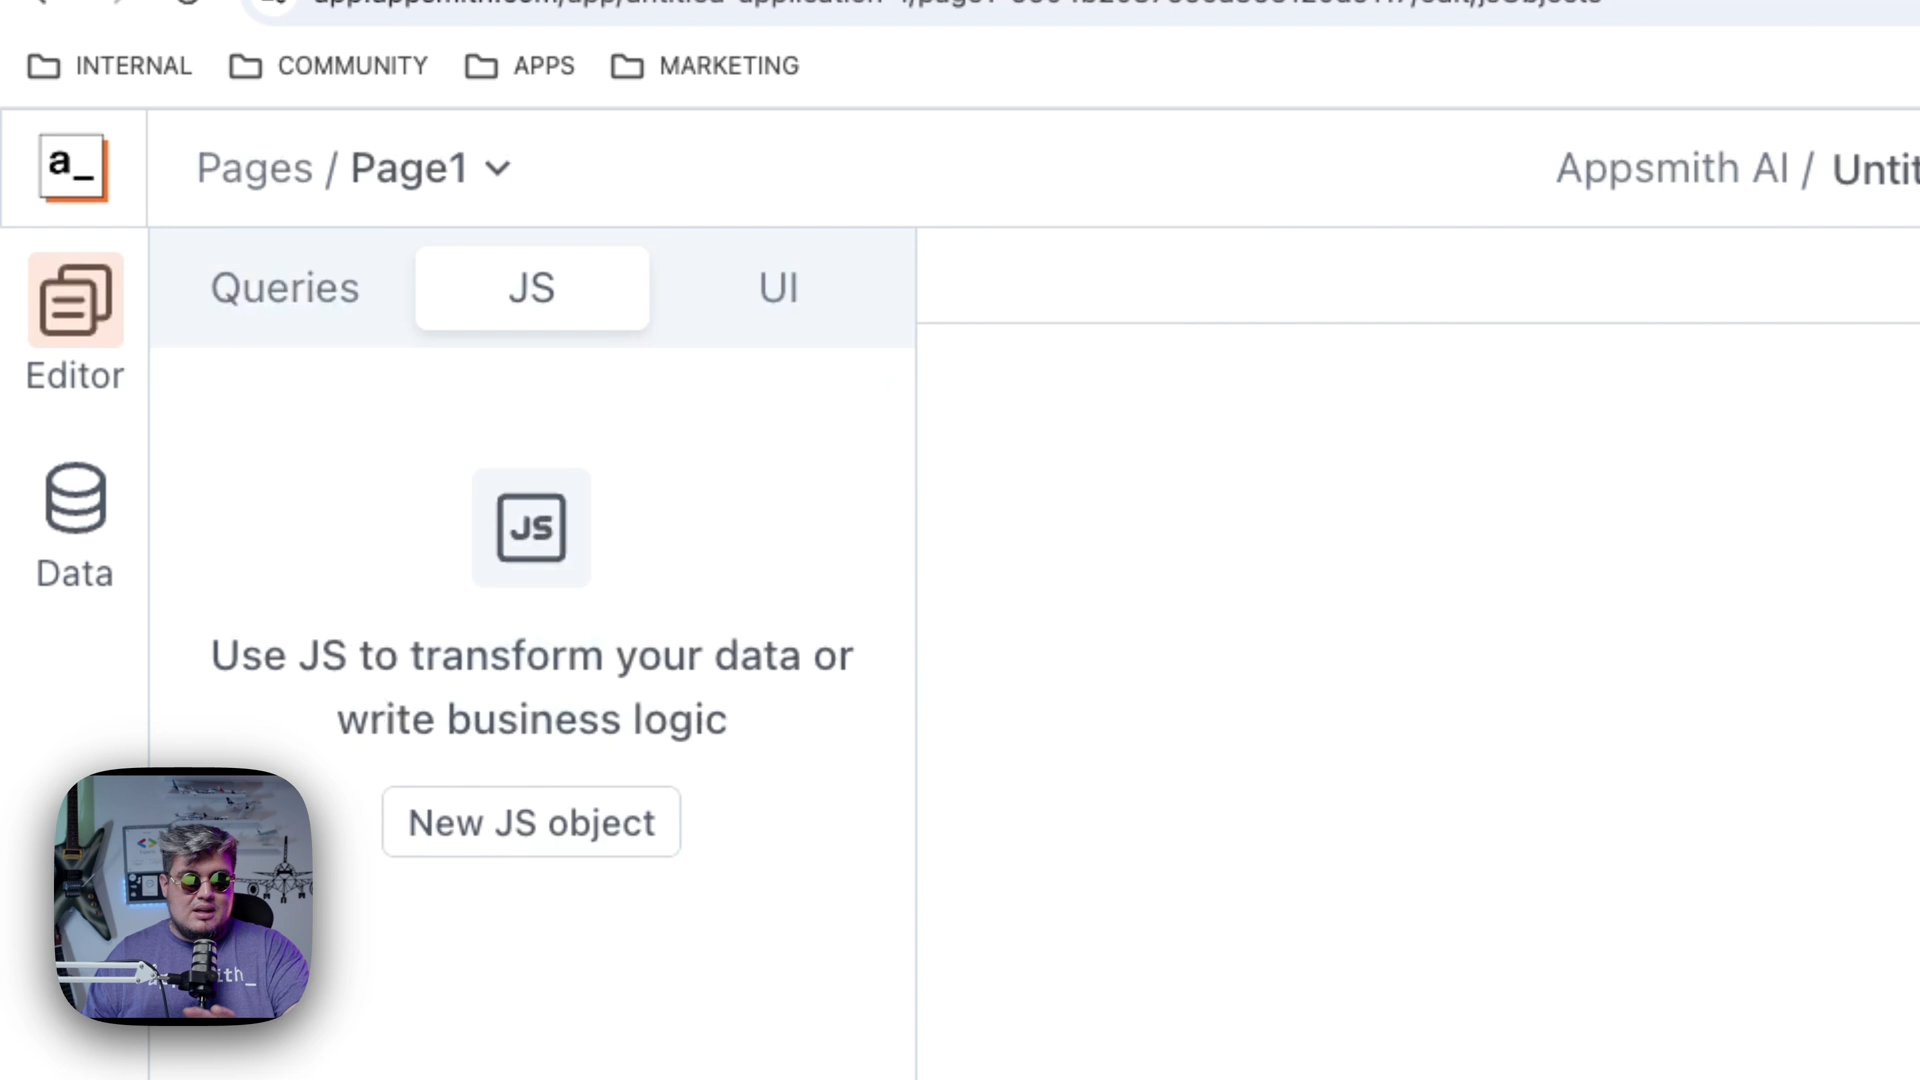 INTERNAL COMMUNITY APPS MARKETING
a_
Pages / Page1
Appsmith AI /
Queries JS UI
Editor
JS
Data
Use JS to transform your data or
write business logic
New JS object